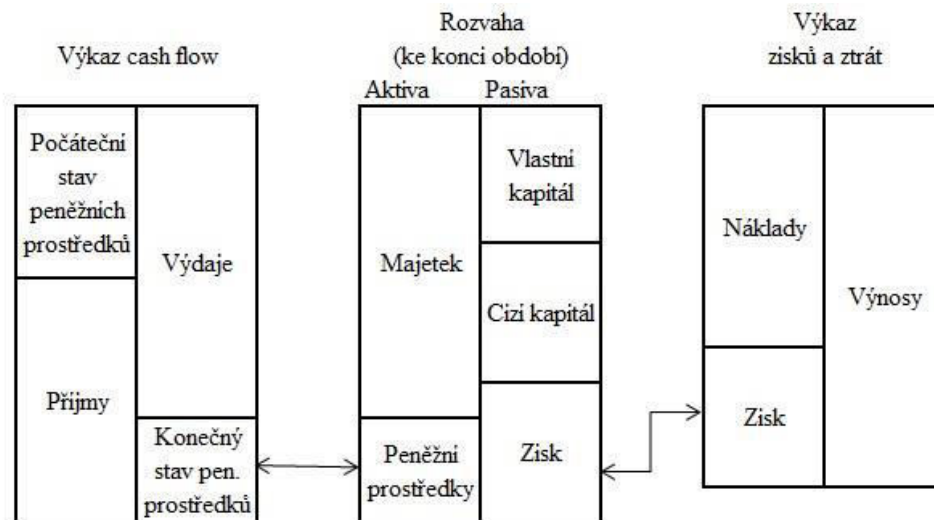 Výkaz cash flow
Počáteční
stav
peněžních
prostředků
Příjmy
Výdaje
Konečný
stav pen.
prostředků
Rozvaha
(ke konci období)
Aktiva
Pasiva
Majetek
Peněžní
prostředky
Vlastní
kapitál
Cizí kapitál
Zisk
Výkaz
zisků a ztrát
Náklady
Zisk
Výnosy